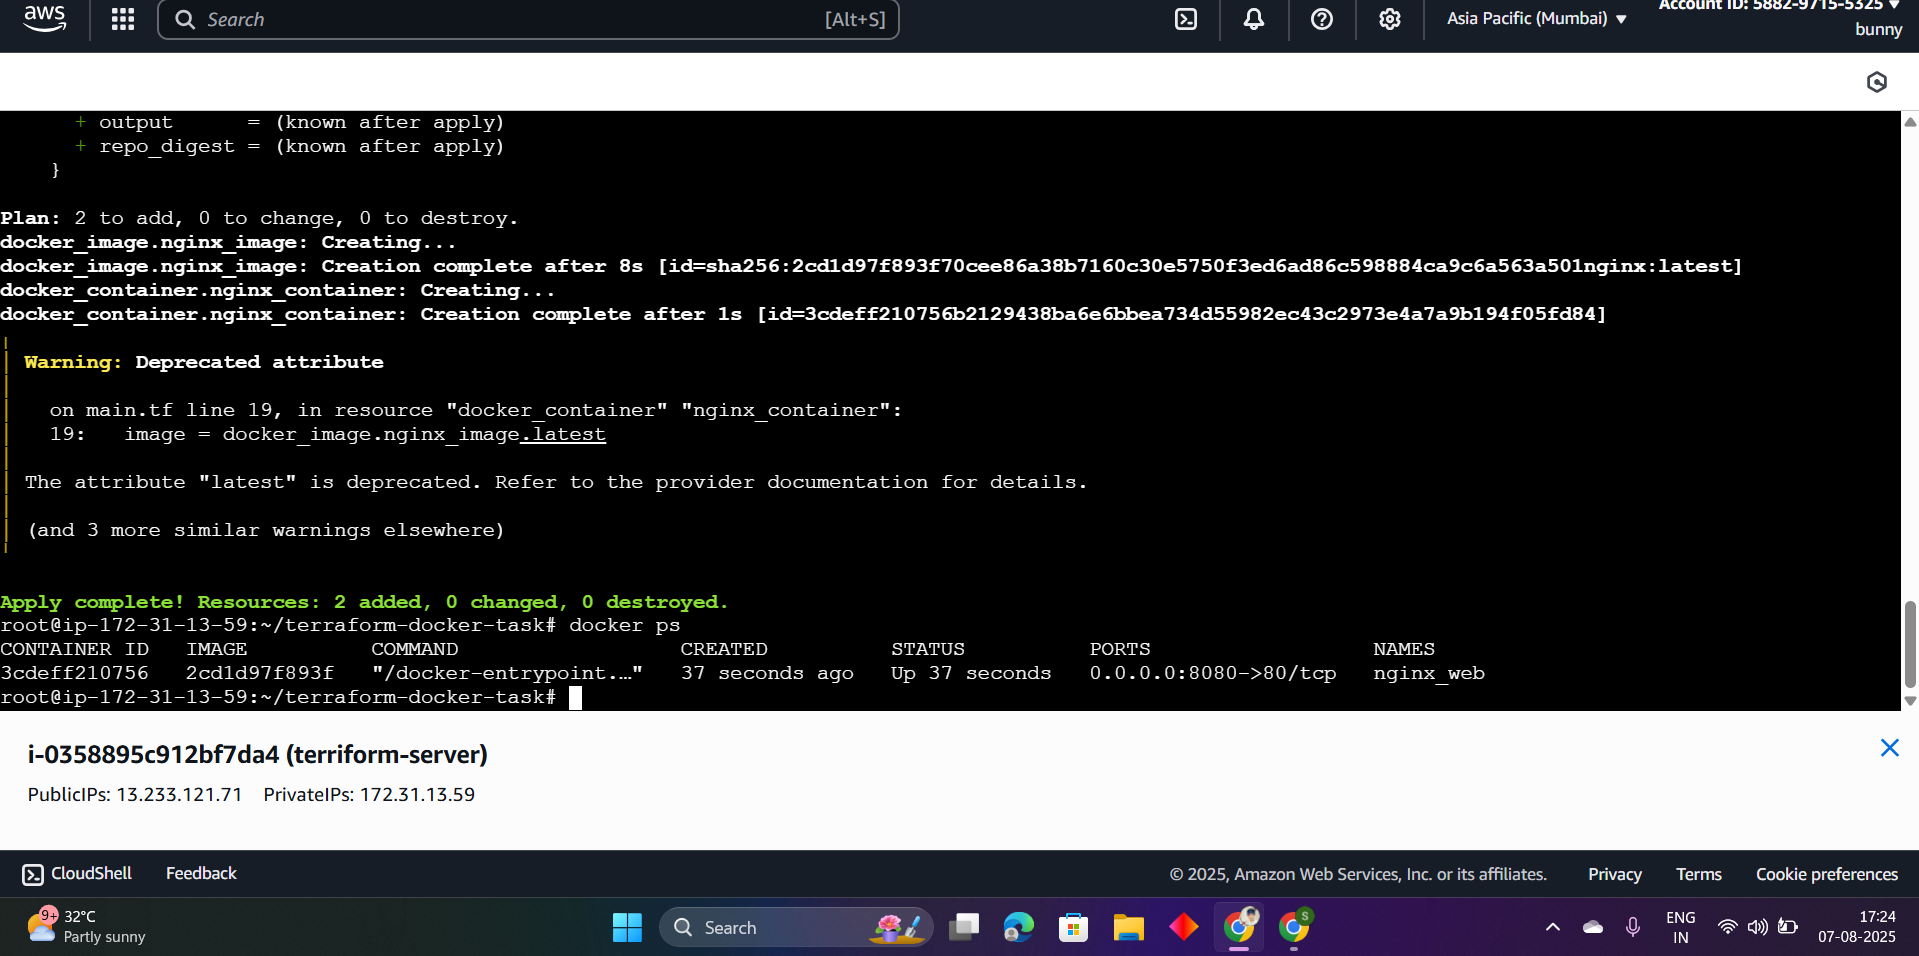 aws
Search [Alt+S]
Asia Pacific (Mumbai) ▼
Account ID: 5882-9715-5325 ▼
bunny
+ output      = (known after apply)
+ repo_digest = (known after apply)
}
Plan: 2 to add, 0 to change, 0 to destroy.
docker_image.nginx_image: Creating...
docker_image.nginx_image: Creation complete after 8s [id=sha256:2cd1d97f893f70cee86a38b7160c30e5750f3ed6ad86c598884ca9c6a563a501nginx:latest]
docker_container.nginx_container: Creating...
docker_container.nginx_container: Creation complete after 1s [id=3cdeff210756b2129438ba6e6bbea734d55982ec43c2973e4a7a9b194f05fd84]
Warning: Deprecated attribute
on main.tf line 19, in resource "docker_container" "nginx_container":
19:   image = docker_image.nginx_image.latest
The attribute "latest" is deprecated. Refer to the provider documentation for details.
(and 3 more similar warnings elsewhere)
Apply complete! Resources: 2 added, 0 changed, 0 destroyed.
root@ip-172-31-13-59:~/terraform-docker-task# docker ps
CONTAINER ID   IMAGE          COMMAND                  CREATED          STATUS          PORTS                  NAMES
3cdeff210756   2cd1d97f893f   "/docker-entrypoint.…"   37 seconds ago   Up 37 seconds   0.0.0.0:8080->80/tcp   nginx_web
root@ip-172-31-13-59:~/terraform-docker-task#
i-0358895c912bf7da4 (terriform-server)
PublicIPs: 13.233.121.71    PrivateIPs: 172.31.13.59
CloudShell Feedback © 2025, Amazon Web Services, Inc. or its affiliates. Privacy Terms Cookie preferences
9+ 32°C
Partly sunny
Search
S
ENG
IN
17:24
07-08-2025